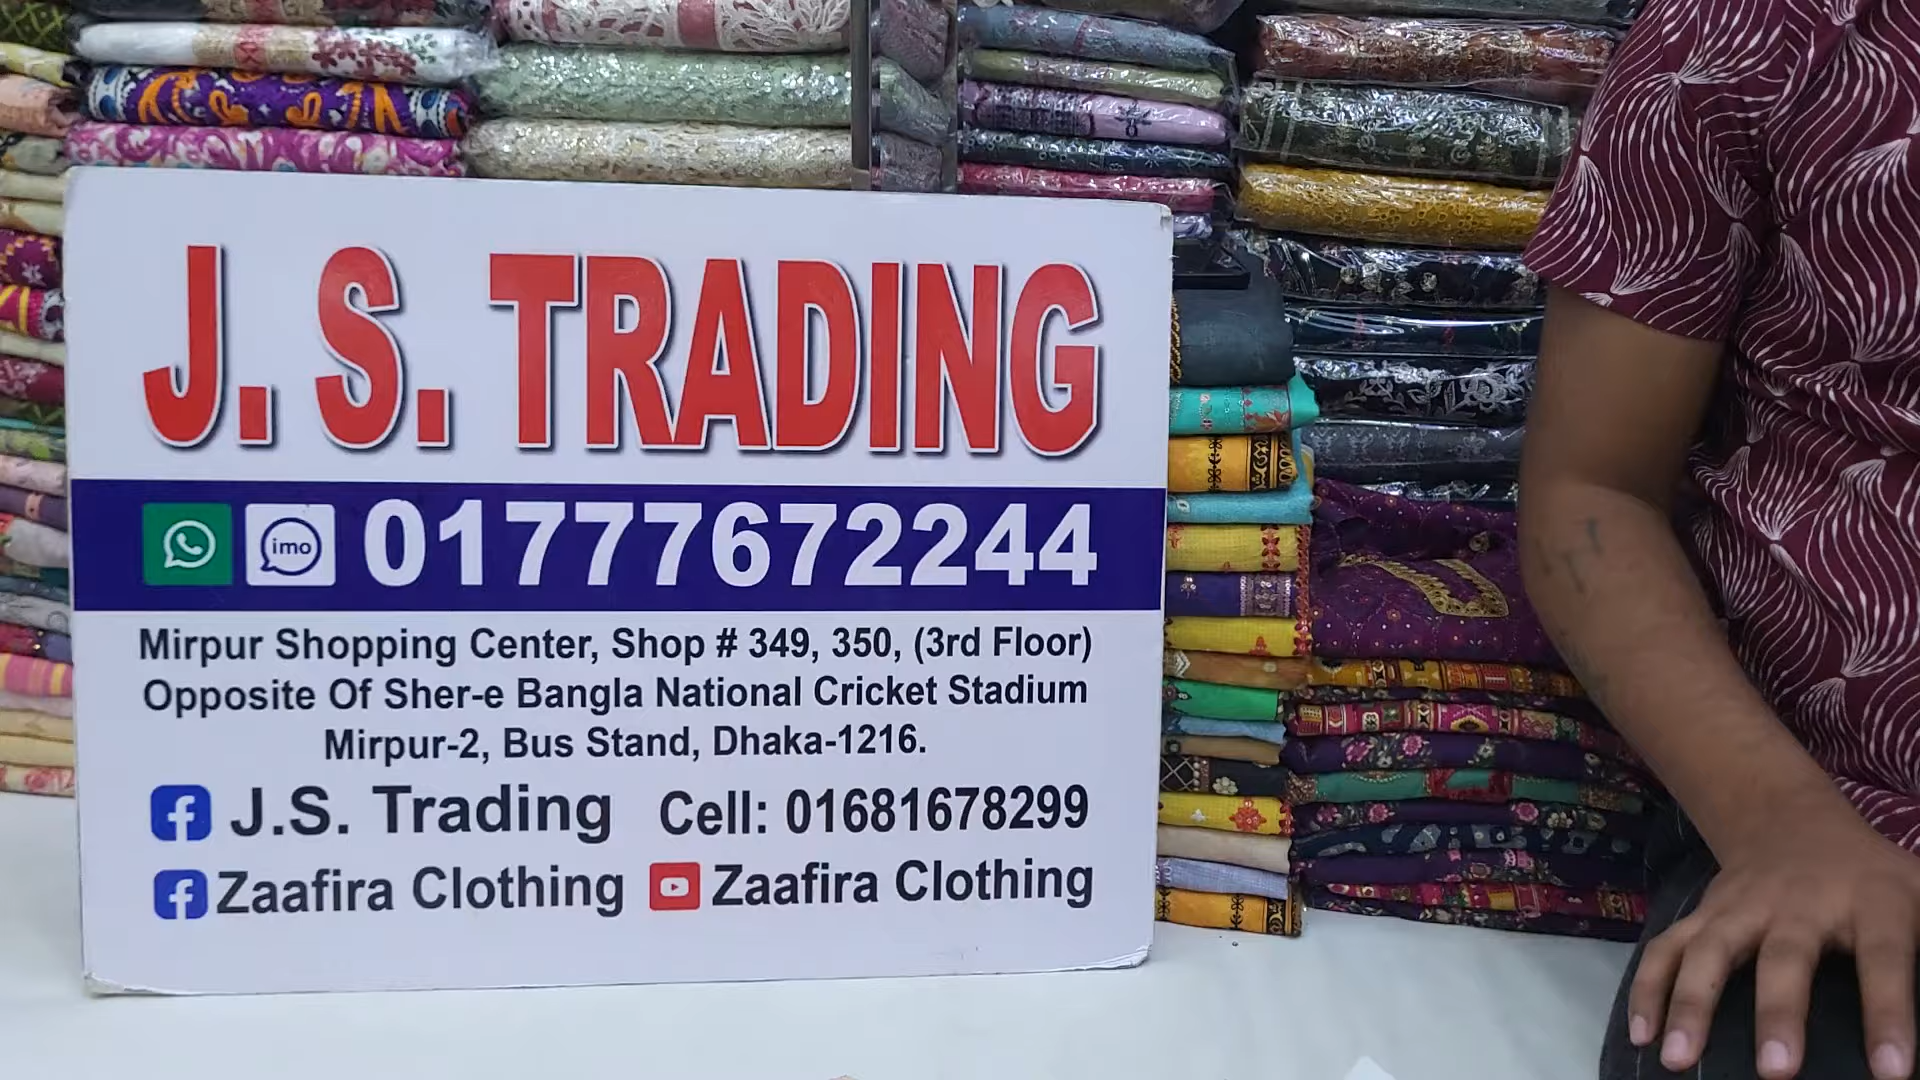 J. S. TRADING
imo 01777672244
Mirpur Shopping Center, Shop # 349, 350, (3rd Floor)
Opposite Of Sher-e Bangla National Cricket Stadium
Mirpur-2, Bus Stand, Dhaka-1216.
J.S. Trading Cell: 01681678299
Zaafira Clothing Zaafira Clothing